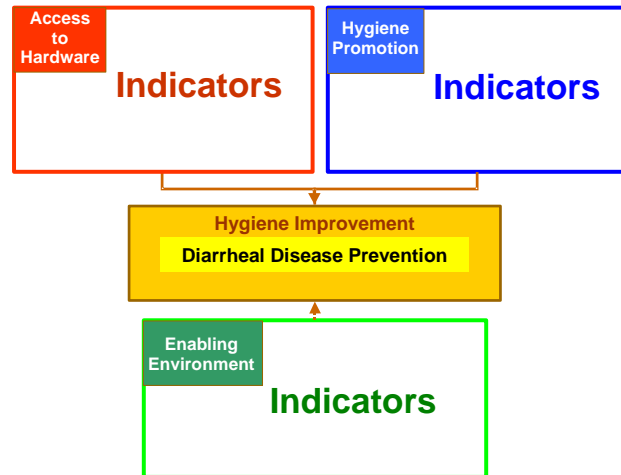 Access
to
Hardware
Indicators
Hygiene
Promotion
Indicators
Hygiene Improvement
Diarrheal Disease Prevention
Enabling
Environment
Indicators